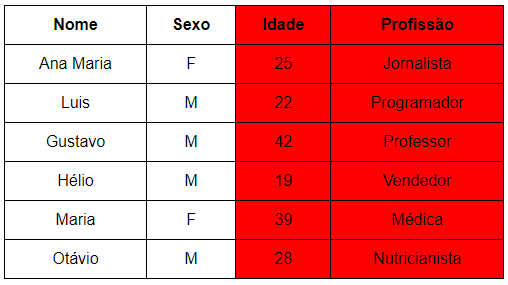 Nome Sexo Idade Profissão
Ana Maria F 25 Jornalista
Luis M 22 Programador
Gustavo M 42 Professor
Hélio M 19 Vendedor
Maria F 39 Médica
Otávio M 28 Nutricianista